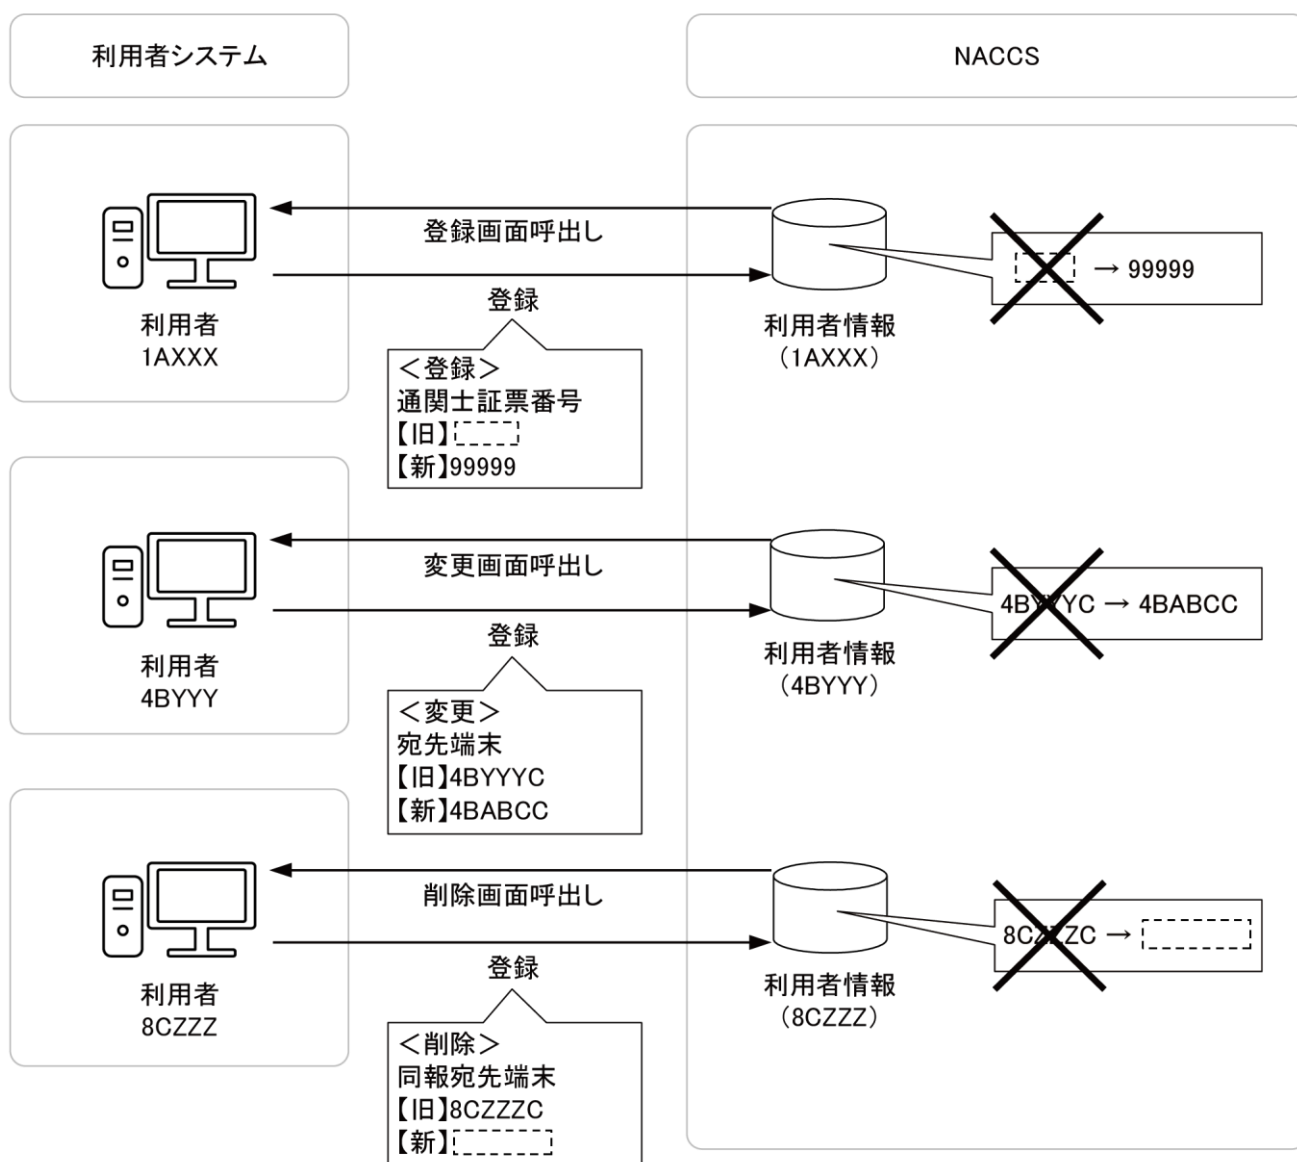 利用者システム
NACCS
登録画面呼出し
登録
利用者
1AXXX
＜登録＞
通関士証票番号
【旧】
【新】99999
利用者情報
（1AXXX）
→ 99999
変更画面呼出し
登録
利用者
4BYYY
＜変更＞
宛先端末
【旧】4BYYYC
【新】4BABCC
利用者情報
（4BYYY）
4BYYYC → 4BABCC
削除画面呼出し
登録
利用者
8CZZZ
＜削除＞
同報宛先端末
【旧】8CZZZC
【新】
利用者情報
（8CZZZ）
8CZZZC →